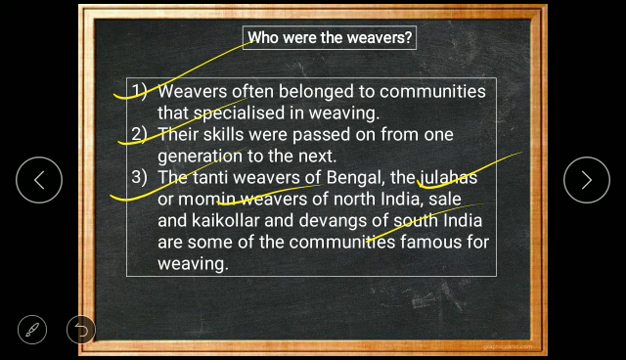 Who were the weavers?
1) Weavers often belonged to communities
that specialised in weaving.
2) Their skills were passed on from one
generation to the next.
3) The tanti weavers of Bengal, the julahas
or momin weavers of north India, sale
and kaikollar and devangs of south India
are some of the communities famous for
weaving.